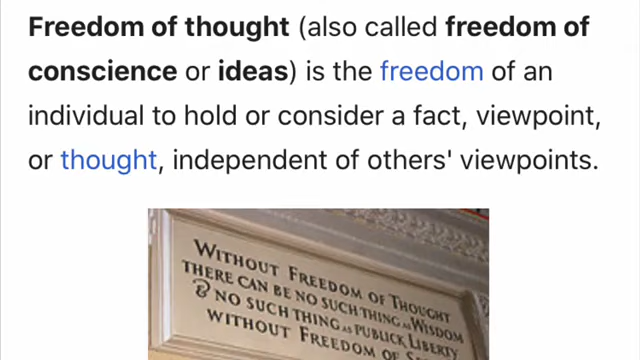 Freedom of thought (also called freedom of
conscience or ideas) is the freedom of an
individual to hold or consider a fact, viewpoint,
or thought, independent of others' viewpoints.
WITHOUT FREEDOM OF THOUGHT
THERE CAN BE NO SUCH THING AS WISDOM
& NO SUCH THING AS PUBLICK LIBERTY
WITHOUT FREEDOM OF